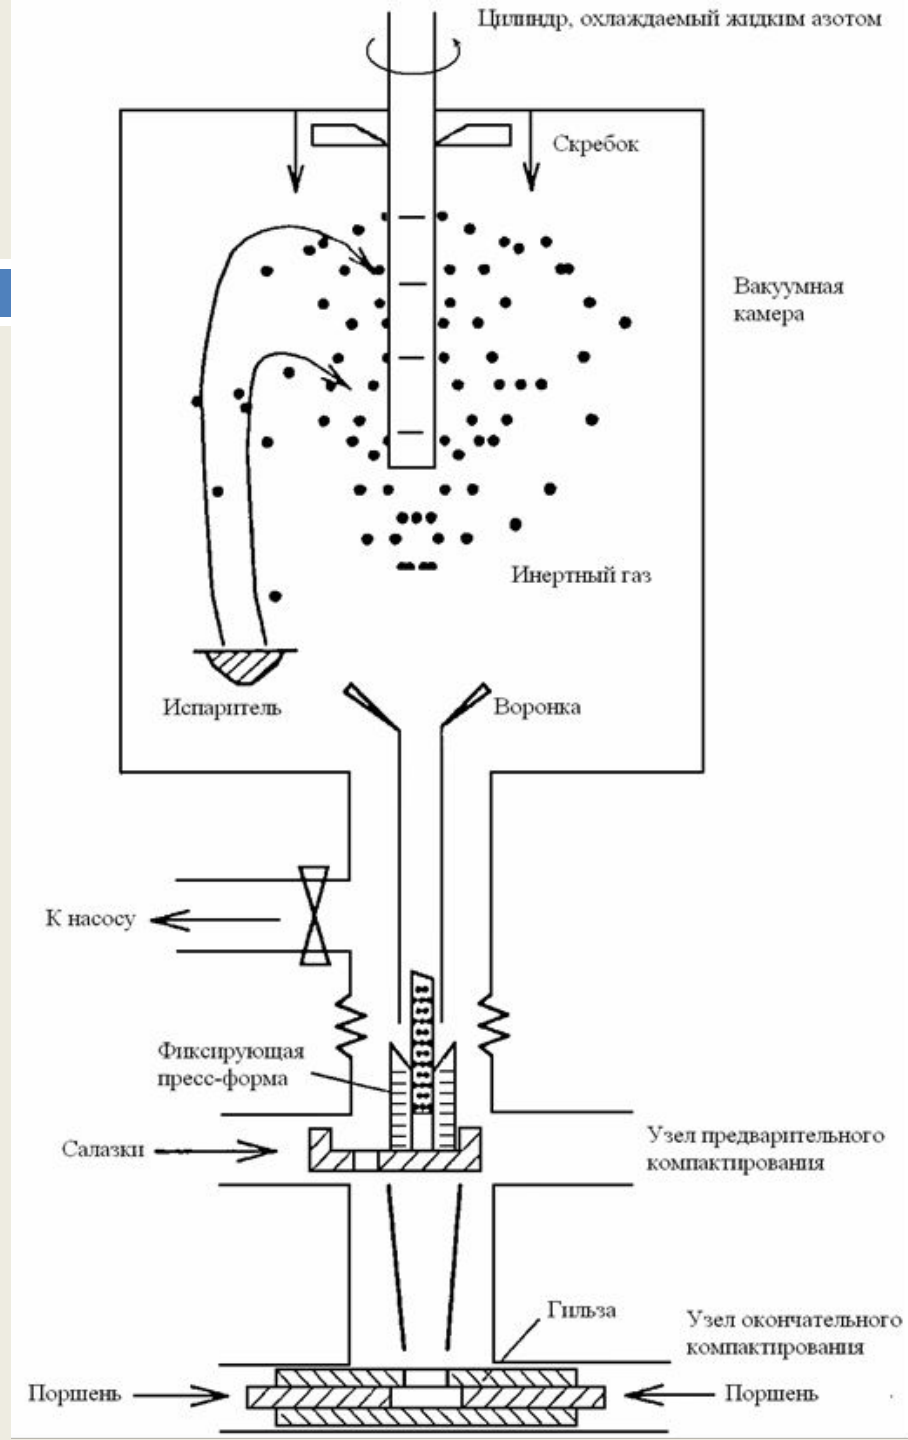 Цилиндр, охлаждаемый жидким азотом
Скребок
Вакуумная
камера
Инертный газ
Испаритель
Воронка
К насосу
Фиксирующая
пресс-форма
Салазки
Узел предварительного
компактирования
Гильза
Узел окончательного
компактирования
Поршень
Поршень